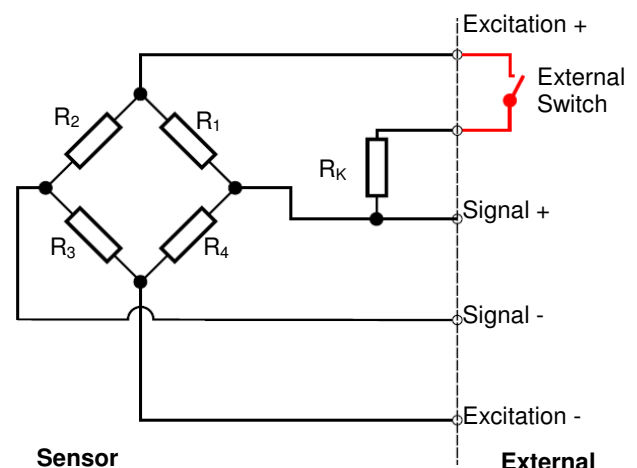 Excitation +
External
Switch
R2
R1
RK
Signal +
R3
R4
Signal -
Excitation -
Sensor
External